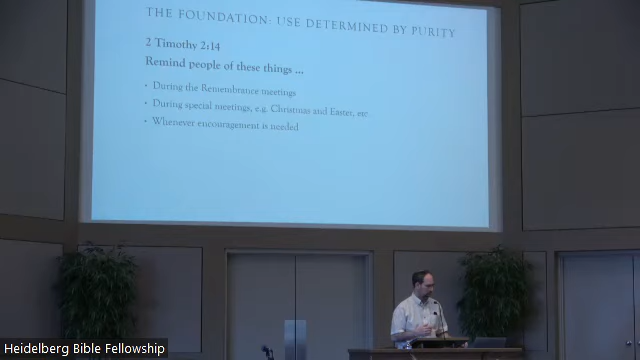 THE FOUNDATION: USE DETERMINED BY PURITY
2 Timothy 2:14
Remind people of these things ...
• During the Remembrance meetings
• During special meetings, e.g. Christmas and Easter, etc.
• Whenever encouragement is needed
Heidelberg Bible Fellowship